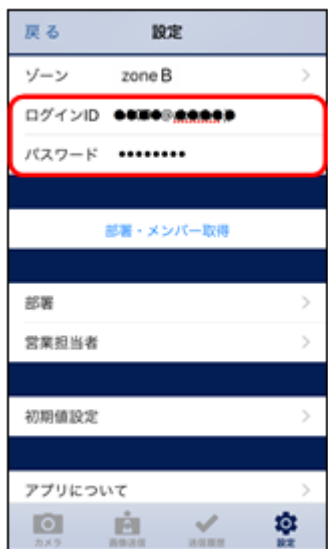 戻る 設定
ゾーン zone B
ログインID
パスワード ●●●●●●●●
部署・メンバー取得
部署
営業担当者
初期値設定
アプリについて
カメラ 画像送信 送信履歴 設定